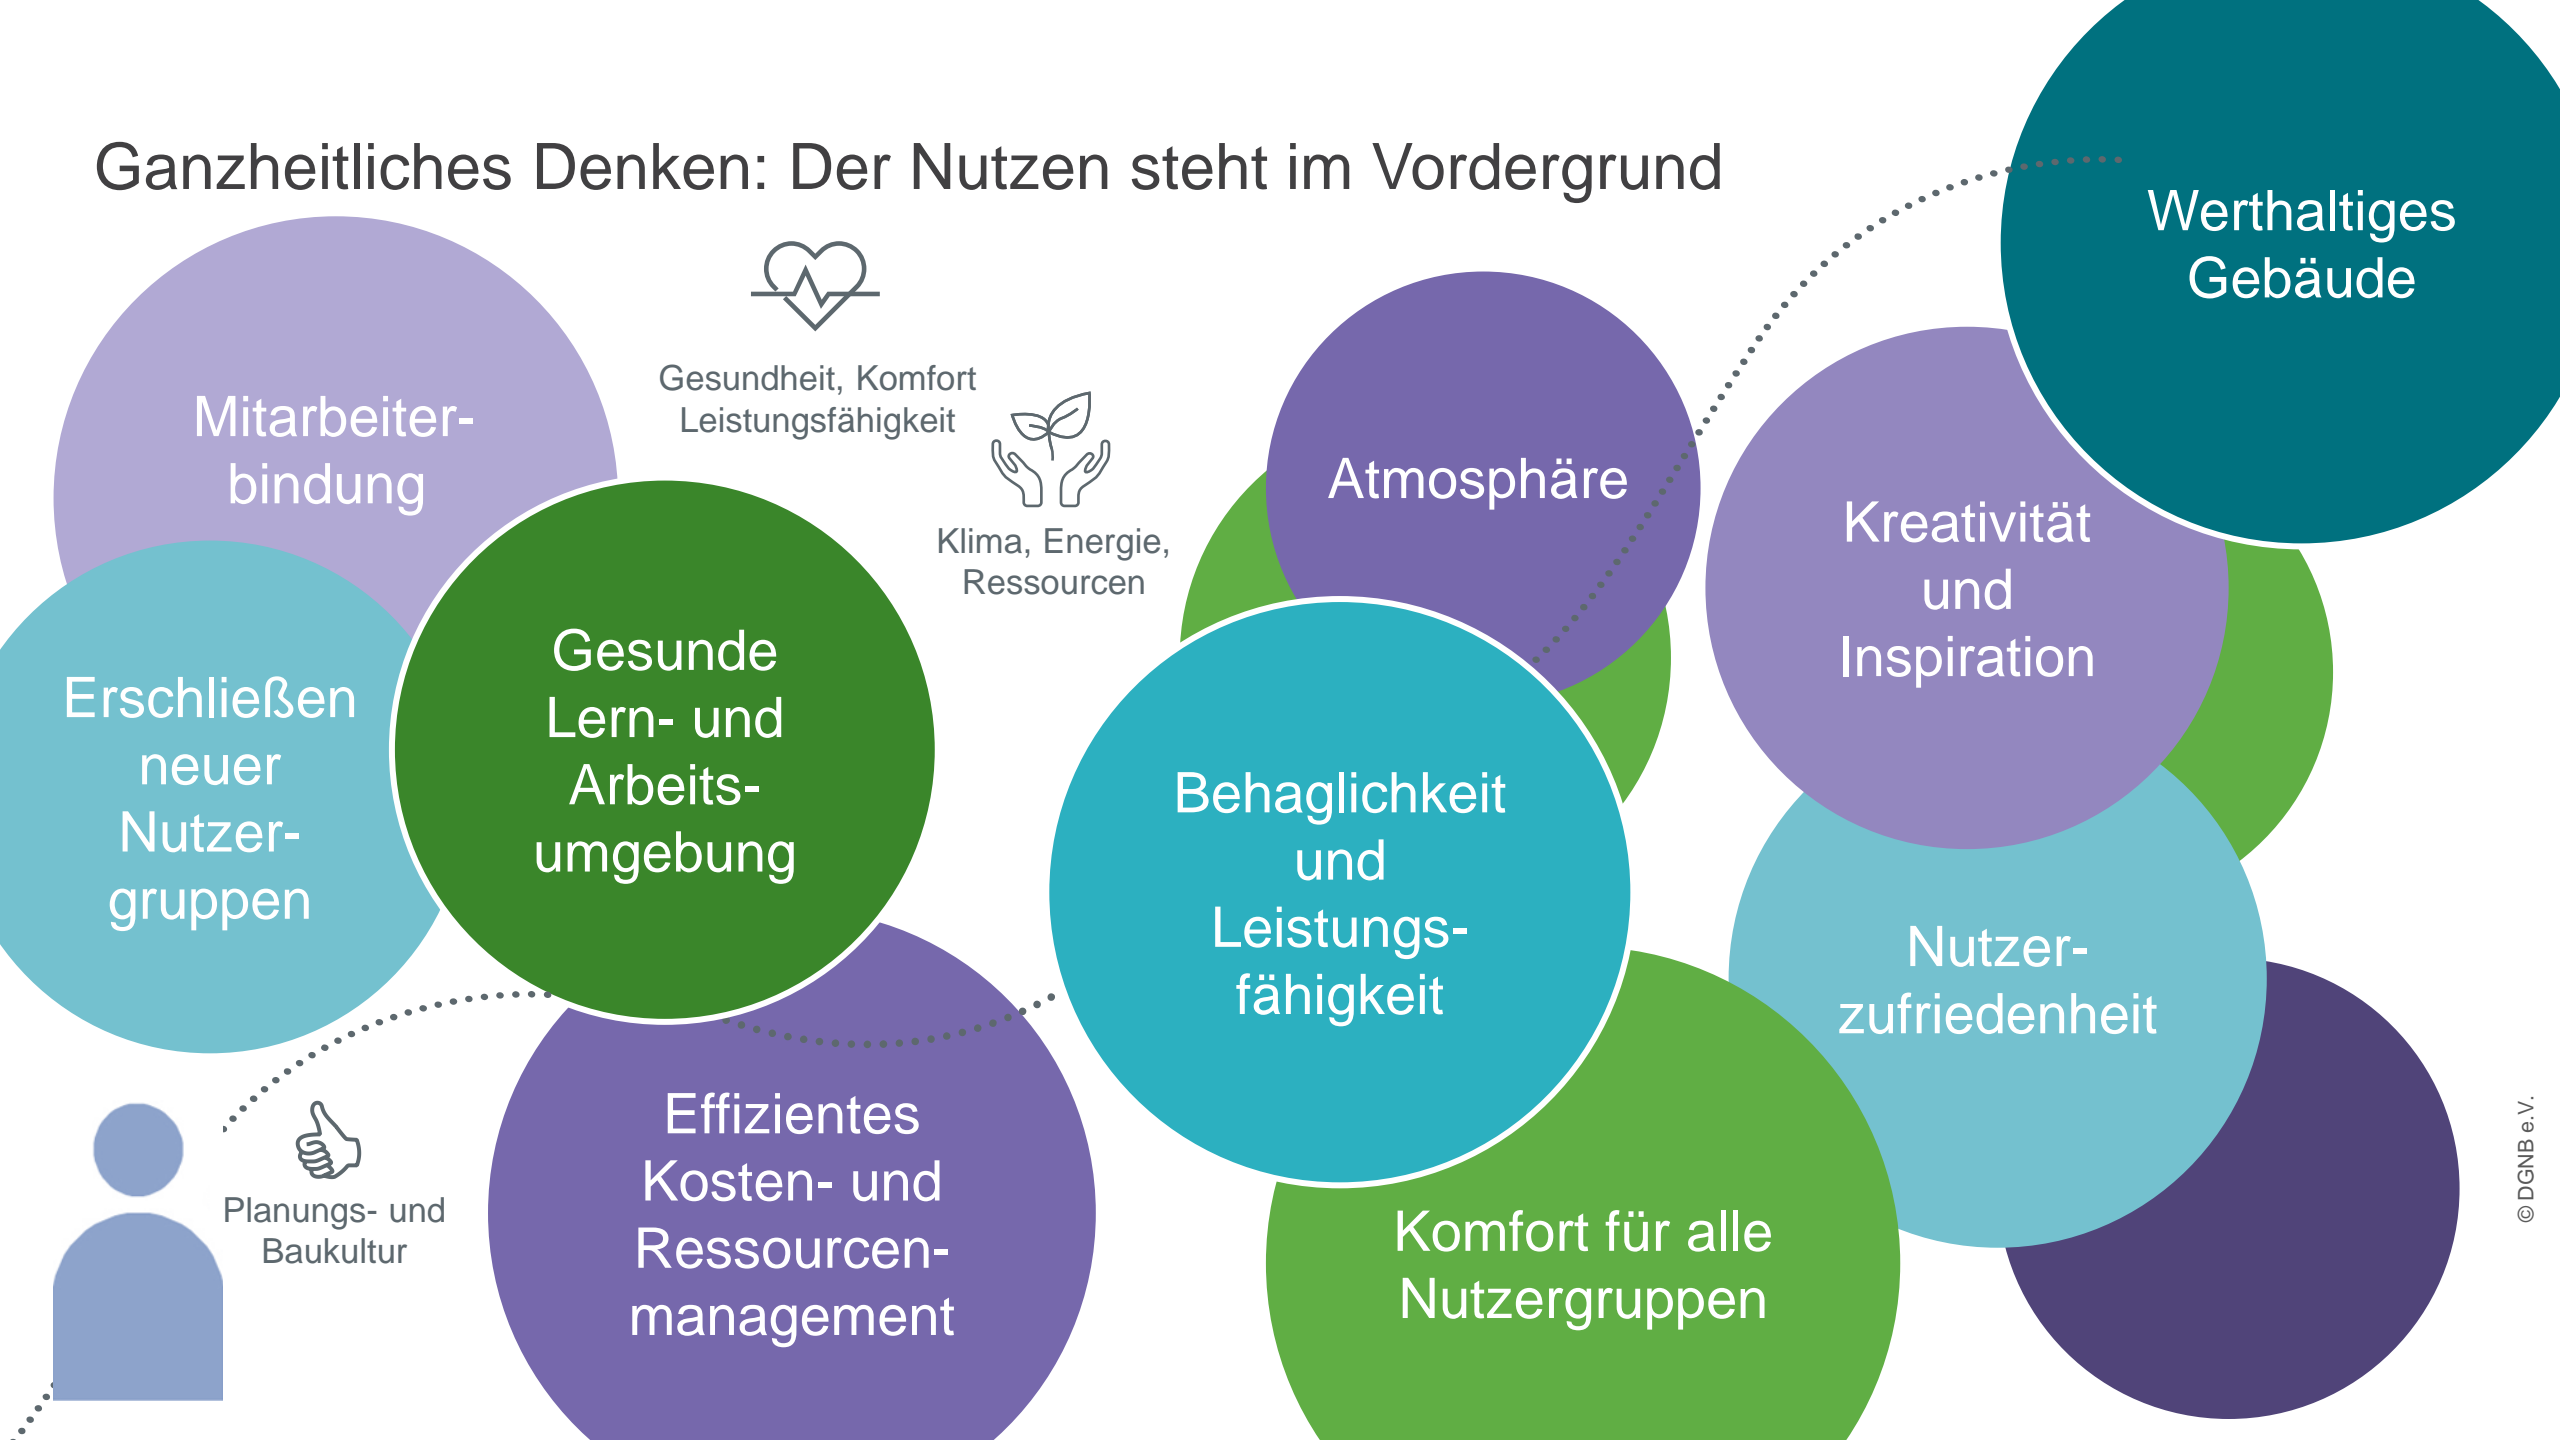 Ganzheitliches Denken: Der Nutzen steht im Vordergrund
Werthaltiges
Gebäude
Mitarbeiter-
bindung
Gesundheit, Komfort
Leistungsfähigkeit
Klima, Energie,
Ressourcen
Atmosphäre
Kreativität
und
Inspiration
Erschließen
neuer
Nutzer-
gruppen
Gesunde
Lern- und
Arbeits-
umgebung
Behaglichkeit
und
Leistungs-
fähigkeit
Nutzer-
zufriedenheit
Planungs- und
Baukultur
Effizientes
Kosten- und
Ressourcen-
management
Komfort für alle
Nutzergruppen
© DGNB e.V.